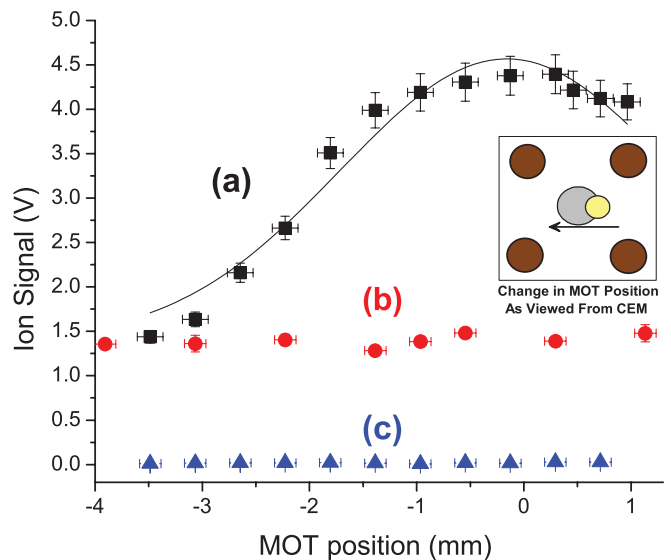 5.0
4.5
4.0
3.5
3.0
2.5
2.0
1.5
1.0
0.5
0.0
Ion Signal (V)
(a)
(b)
(c)
Change in MOT Position
As Viewed From CEM
-4 -3 -2 -1 0 1
MOT position (mm)